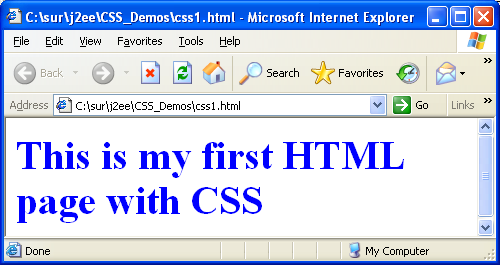 C:\sur\j2ee\CSS_Demos\css1.html - Microsoft Internet Explorer
File Edit View Favorites Tools Help
Back Search Favorites
Address C:\sur\j2ee\CSS_Demos\css1.html Go Links
This is my first HTML
page with CSS
Done My Computer